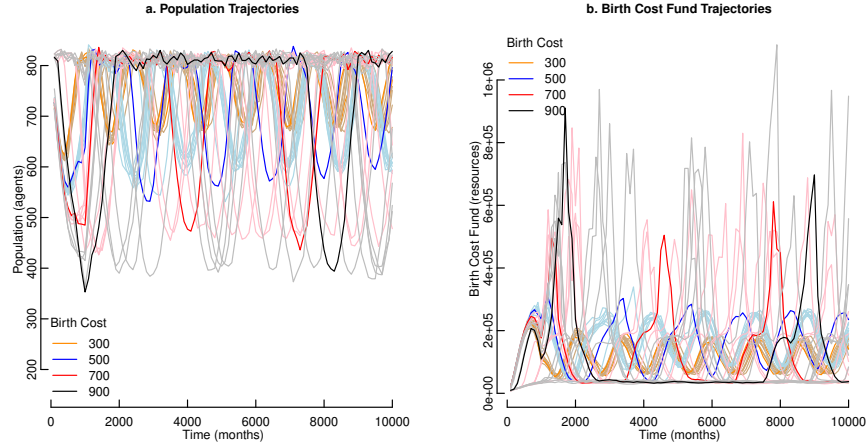 a. Population Trajectories
Population (agents)
800
700
600
500
400
300
200
Birth Cost
300
500
700
900
0
2000
4000
6000
8000
10000
Time (months)
b. Birth Cost Fund Trajectories
Birth Cost Fund (resources)
1e+06
8e+05
6e+05
4e+05
2e+05
0e+00
Birth Cost
300
500
700
900
0
2000
4000
6000
8000
10000
Time (months)